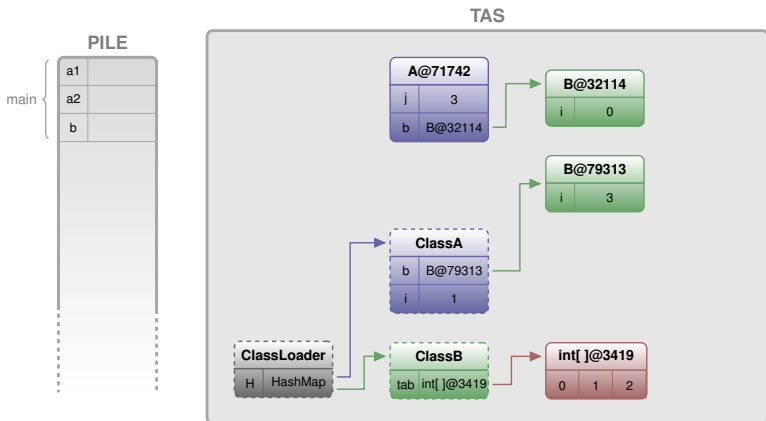 TAS
PILE
A@71742
a1
j 3
B@32114
main
a2
i 0
b B@32114
b
B@79313
i 3
ClassA
b B@79313
i 1
ClassLoader
ClassB
int[ ]@3419
H HashMap
tab int[ ]@3419
0 1 2